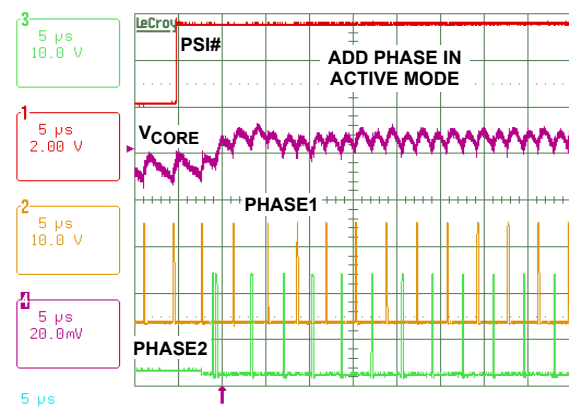 3
5 µs
10.0 V
1
5 µs
2.00 V
2
5 µs
10.0 V
4
5 µs
20.0mV
5 µs
LeCroy
PSI#
ADD PHASE IN
ACTIVE MODE
VCORE
PHASE1
PHASE2